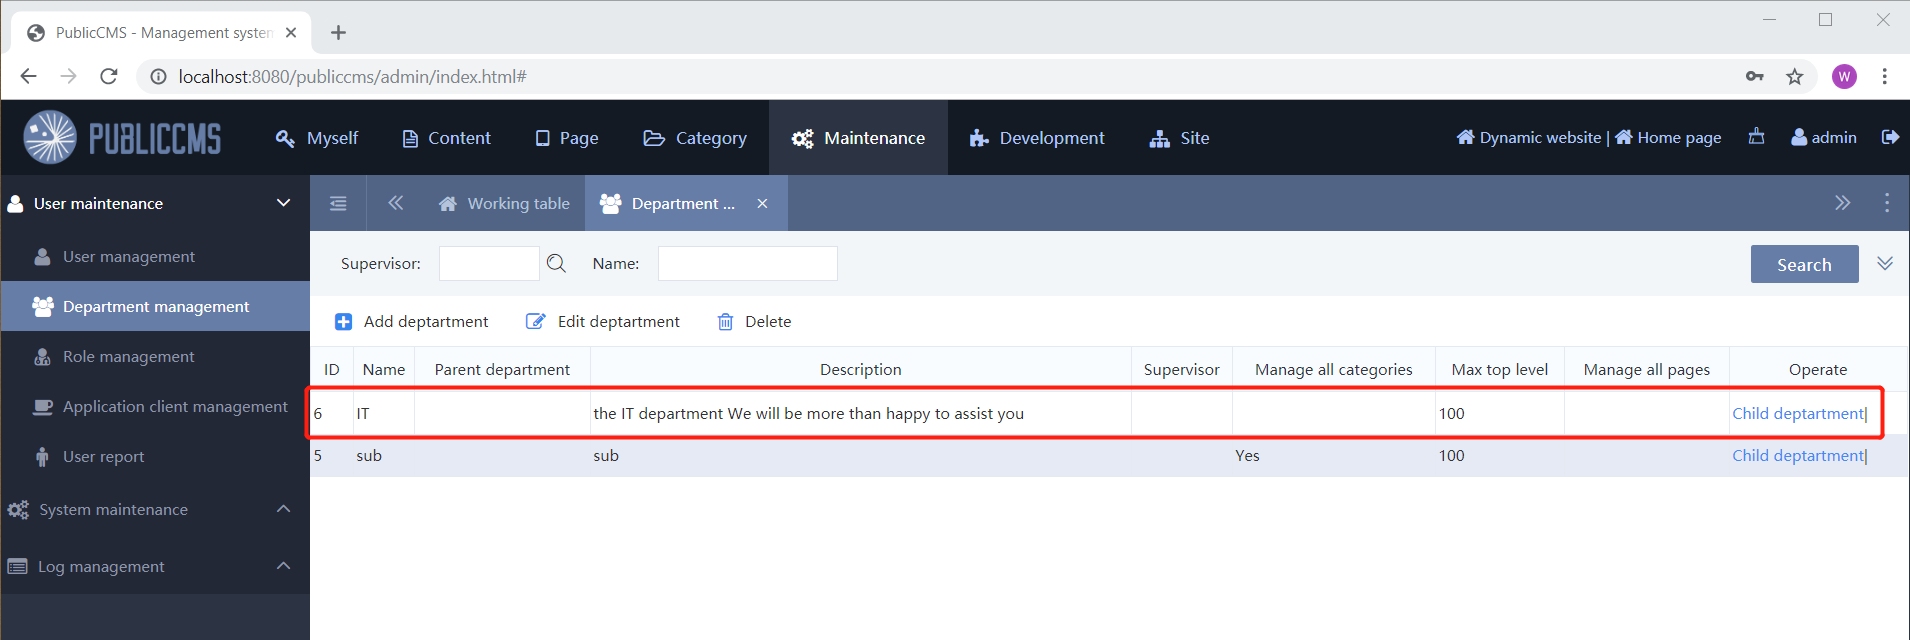 PublicCMS - Management system
localhost:8080/publiccms/admin/index.html#
W
PUBLICCMS
Myself
Content
Page
Category
Maintenance
Development
Site
Dynamic website | Home page
admin
User maintenance
Working table
Department ...
User management
Department management
Role management
Application client management
User report
System maintenance
Log management
Supervisor:
Name:
Search
Add deptartment
Edit deptartment
Delete
ID Name Parent department Description Supervisor Manage all categories Max top level Manage all pages Operate
6 IT the IT department We will be more than happy to assist you 100 Child deptartment|
5 sub sub Yes 100 Child deptartment|